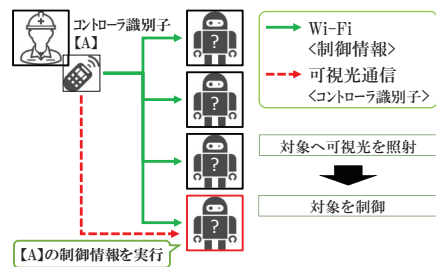 コントローラ識別子
【A】
?
?
?
?
【A】の制御情報を実行
Wi-Fi
<制御情報>
可視光通信
<コントローラ識別子>
対象へ可視光を照射
対象を制御